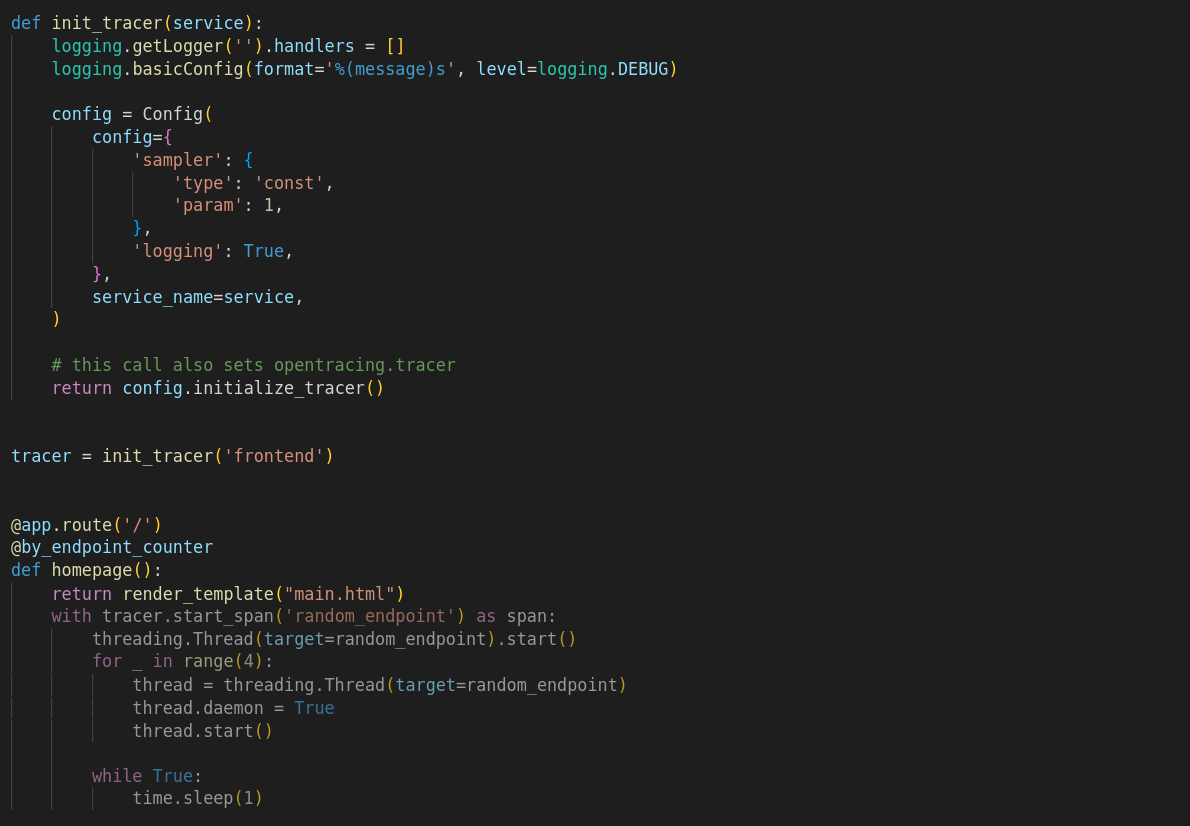 def init_tracer(service):
    logging.getLogger('').handlers = []
    logging.basicConfig(format='%(message)s', level=logging.DEBUG)

    config = Config(
        config={
            'sampler': {
                'type': 'const',
                'param': 1,
            },
            'logging': True,
        },
        service_name=service,
    )

    # this call also sets opentracing.tracer
    return config.initialize_tracer()


tracer = init_tracer('frontend')


@app.route('/')
@by_endpoint_counter
def homepage():
    return render_template("main.html")
    with tracer.start_span('random_endpoint') as span:
        threading.Thread(target=random_endpoint).start()
        for _ in range(4):
            thread = threading.Thread(target=random_endpoint)
            thread.daemon = True
            thread.start()

        while True:
            time.sleep(1)